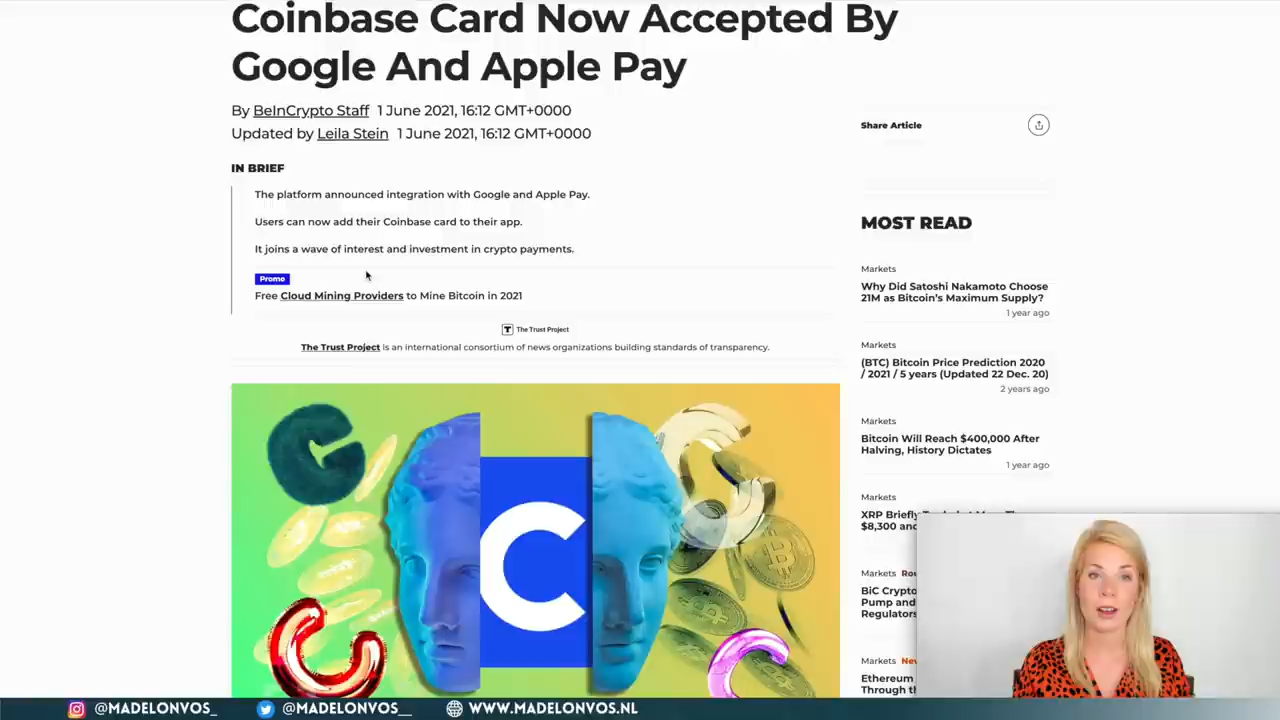 Coinbase Card Now Accepted By
Google And Apple Pay
By BeInCrypto Staff 1 June 2021, 16:12 GMT+0000
Updated by Leila Stein 1 June 2021, 16:12 GMT+0000
IN BRIEF
The platform announced integration with Google and Apple Pay.
Users can now add their Coinbase card to their app.
It joins a wave of interest and investment in crypto payments.
Promo
Free Cloud Mining Providers to Mine Bitcoin in 2021
The Trust Project
The Trust Project is an international consortium of news organizations building standards of transparency.
Share Article
MOST READ
Markets
Why Did Satoshi Nakamoto Choose
21M as Bitcoin's Maximum Supply?
1 year ago
Markets
(BTC) Bitcoin Price Prediction 2020
/ 2021 / 5 years (Updated 22 Dec. 20)
2 years ago
Markets
Bitcoin Will Reach $400,000 After
Halving, History Dictates
1 year ago
Markets
XRP Briefly
$8,300 and
Markets
BiC Crypto
Pump and
Regulators
Markets
Ethereum
Through
@MADELONVOS_
@MADELONVOS__
WWW.MADELONVOS.NL